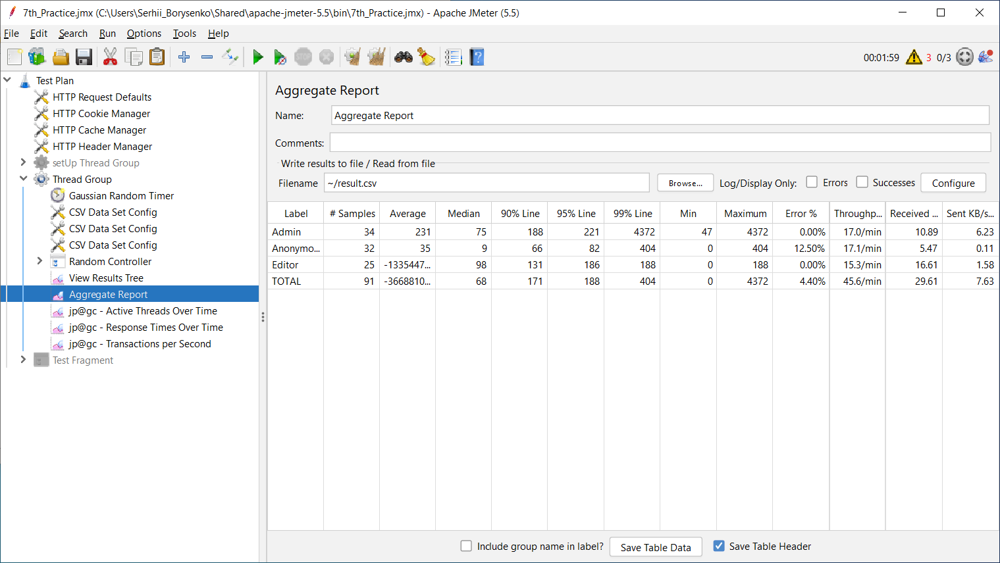 7th_Practice.jmx (C:\Users\Serhii_Borysenko\Shared\apache-jmeter-5.5\bin\7th_Practice.jmx) - Apache JMeter (5.5)
File Edit Search Run Options Tools Help
STOP 00:01:59 3 0/3
Test Plan
HTTP Request Defaults
HTTP Cookie Manager
HTTP Cache Manager
HTTP Header Manager
setUp Thread Group
Thread Group
Gaussian Random Timer
CSV Data Set Config
CSV Data Set Config
CSV Data Set Config
Random Controller
View Results Tree
Aggregate Report
jp@gc - Active Threads Over Time
jp@gc - Response Times Over Time
jp@gc - Transactions per Second
Test Fragment
Aggregate Report
Name: Aggregate Report
Comments:
Write results to file / Read from file
Filename ~/result.csv Browse... Log/Display Only: Errors Successes Configure
Label # Samples Average Median 90% Line 95% Line 99% Line Min Maximum Error % Throughp... Received ... Sent KB/s...
Admin 34 231 75 188 221 4372 47 4372 0.00% 17.0/min 10.89 6.23
Anonymo... 32 35 9 66 82 404 0 404 12.50% 17.1/min 5.47 0.11
Editor 25 -1335447... 98 131 186 188 0 188 0.00% 15.3/min 16.61 1.58
TOTAL 91 -3668810... 68 171 188 404 0 4372 4.40% 45.6/min 29.61 7.63
Include group name in label? Save Table Data Save Table Header